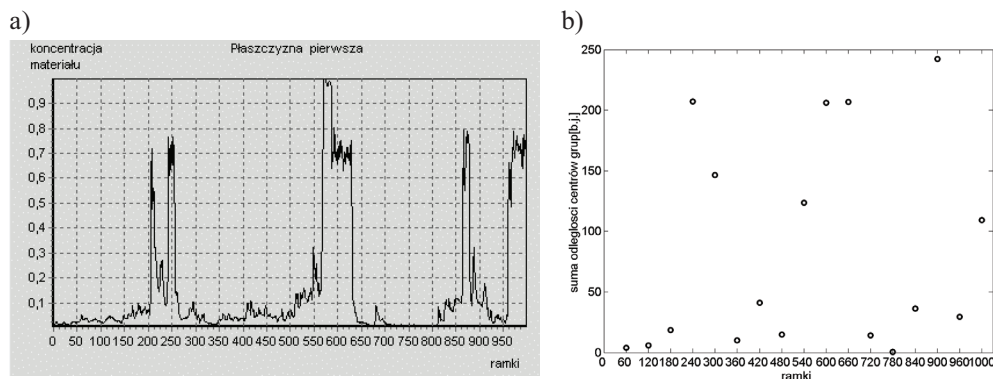 a)
koncentracja
materiału
Płaszczyzna pierwsza
0,9
0,8
0,7
0,6
0,5
0,4
0,3
0,2
0,1
0 50 100 150 200 250 300 350 400 450 500 550 600 650 700 750 800 850 900 950
ramki
b)
suma odległosci centrów grup[b.j.]
250
200
150
100
50
0
0 60 120 180 240 300 360 420 480 540 600 660 720 780 840 900 960 1000
ramki